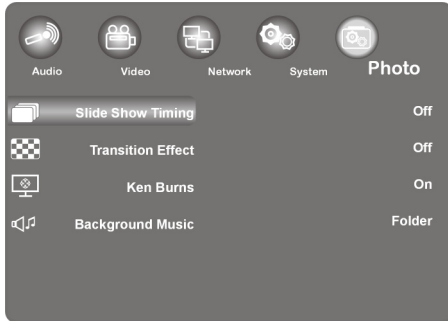 Audio Video Network System Photo
Slide Show Timing Off
Transition Effect Off
Ken Burns On
Background Music Folder